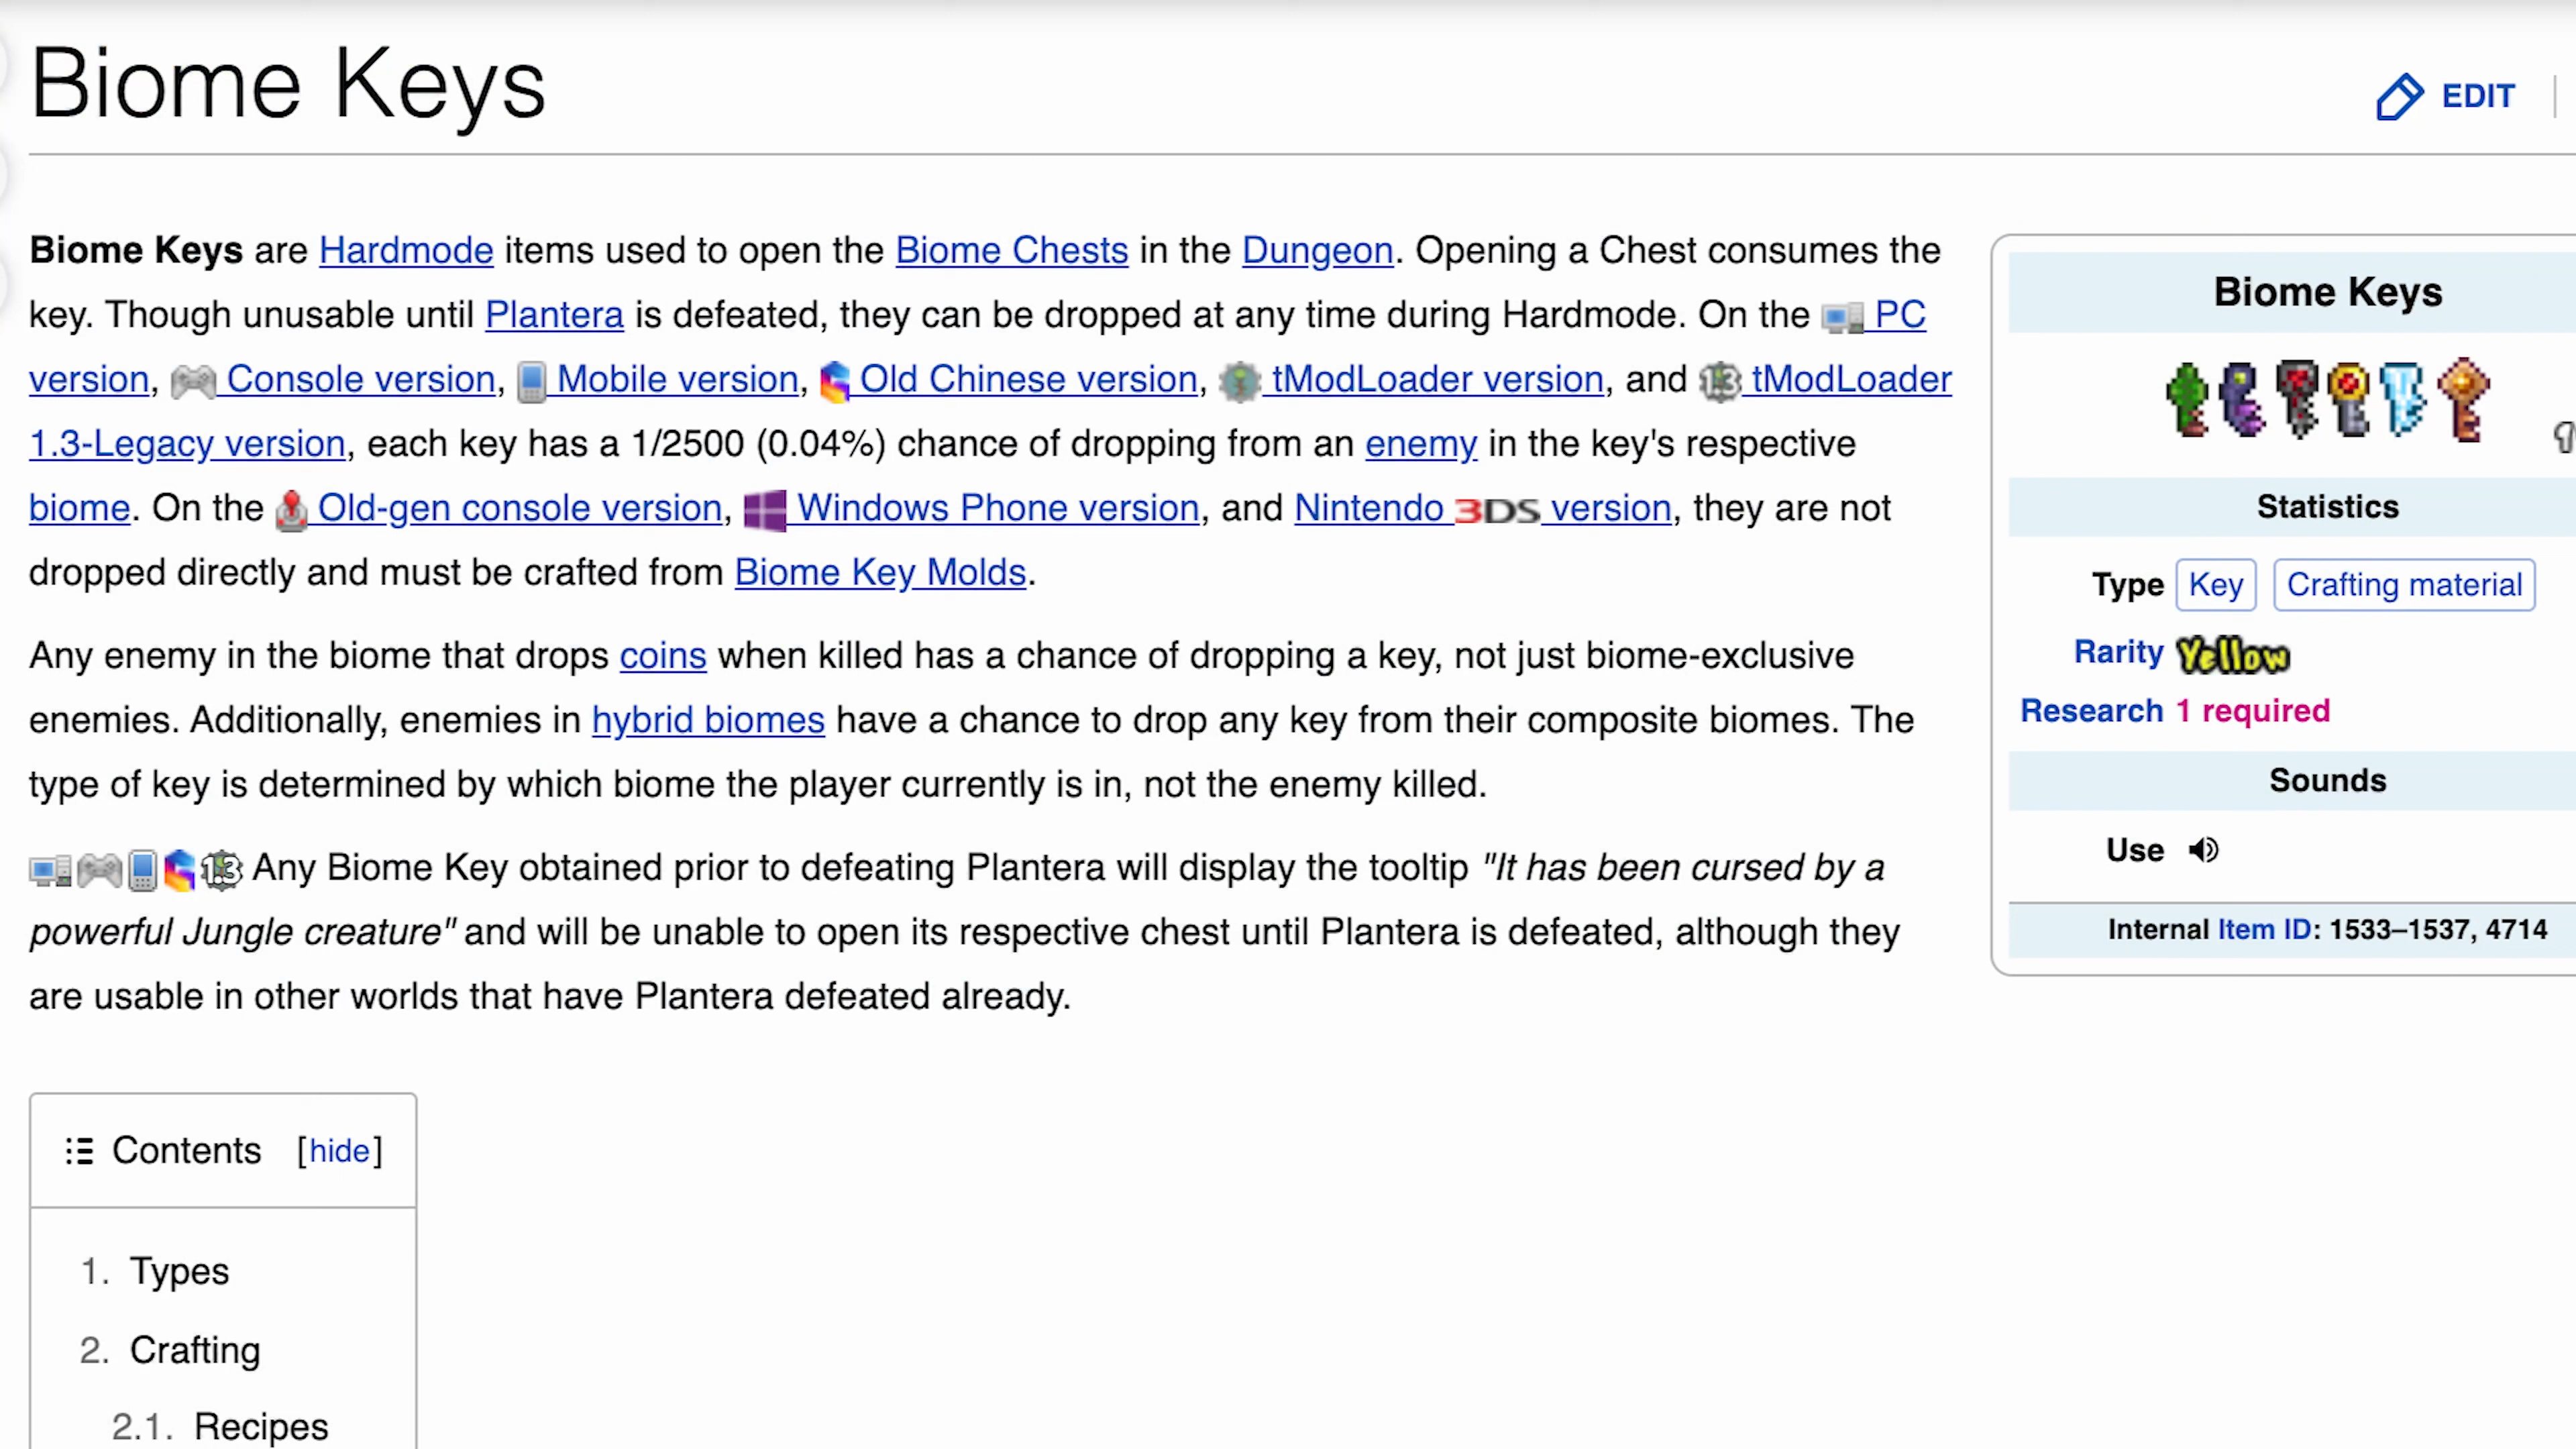 Biome Keys
EDIT
Biome Keys are Hardmode items used to open the Biome Chests in the Dungeon. Opening a Chest consumes the
key. Though unusable until Plantera is defeated, they can be dropped at any time during Hardmode. On the PC
version, Console version, Mobile version, Old Chinese version, tModLoader version, and 1.3 tModLoader
1.3-Legacy version, each key has a 1/2500 (0.04%) chance of dropping from an enemy in the key's respective
biome. On the Old-gen console version, Windows Phone version, and Nintendo 3DS version, they are not
dropped directly and must be crafted from Biome Key Molds.
Any enemy in the biome that drops coins when killed has a chance of dropping a key, not just biome-exclusive
enemies. Additionally, enemies in hybrid biomes have a chance to drop any key from their composite biomes. The
type of key is determined by which biome the player currently is in, not the enemy killed.
1.3 Any Biome Key obtained prior to defeating Plantera will display the tooltip "It has been cursed by a
powerful Jungle creature" and will be unable to open its respective chest until Plantera is defeated, although they
are usable in other worlds that have Plantera defeated already.
Contents [hide]
1. Types
2. Crafting
2.1. Recipes
Biome Keys
Statistics
Type Key Crafting material
Rarity Yellow
Research 1 required
Sounds
Use
Internal Item ID: 1533–1537, 4714